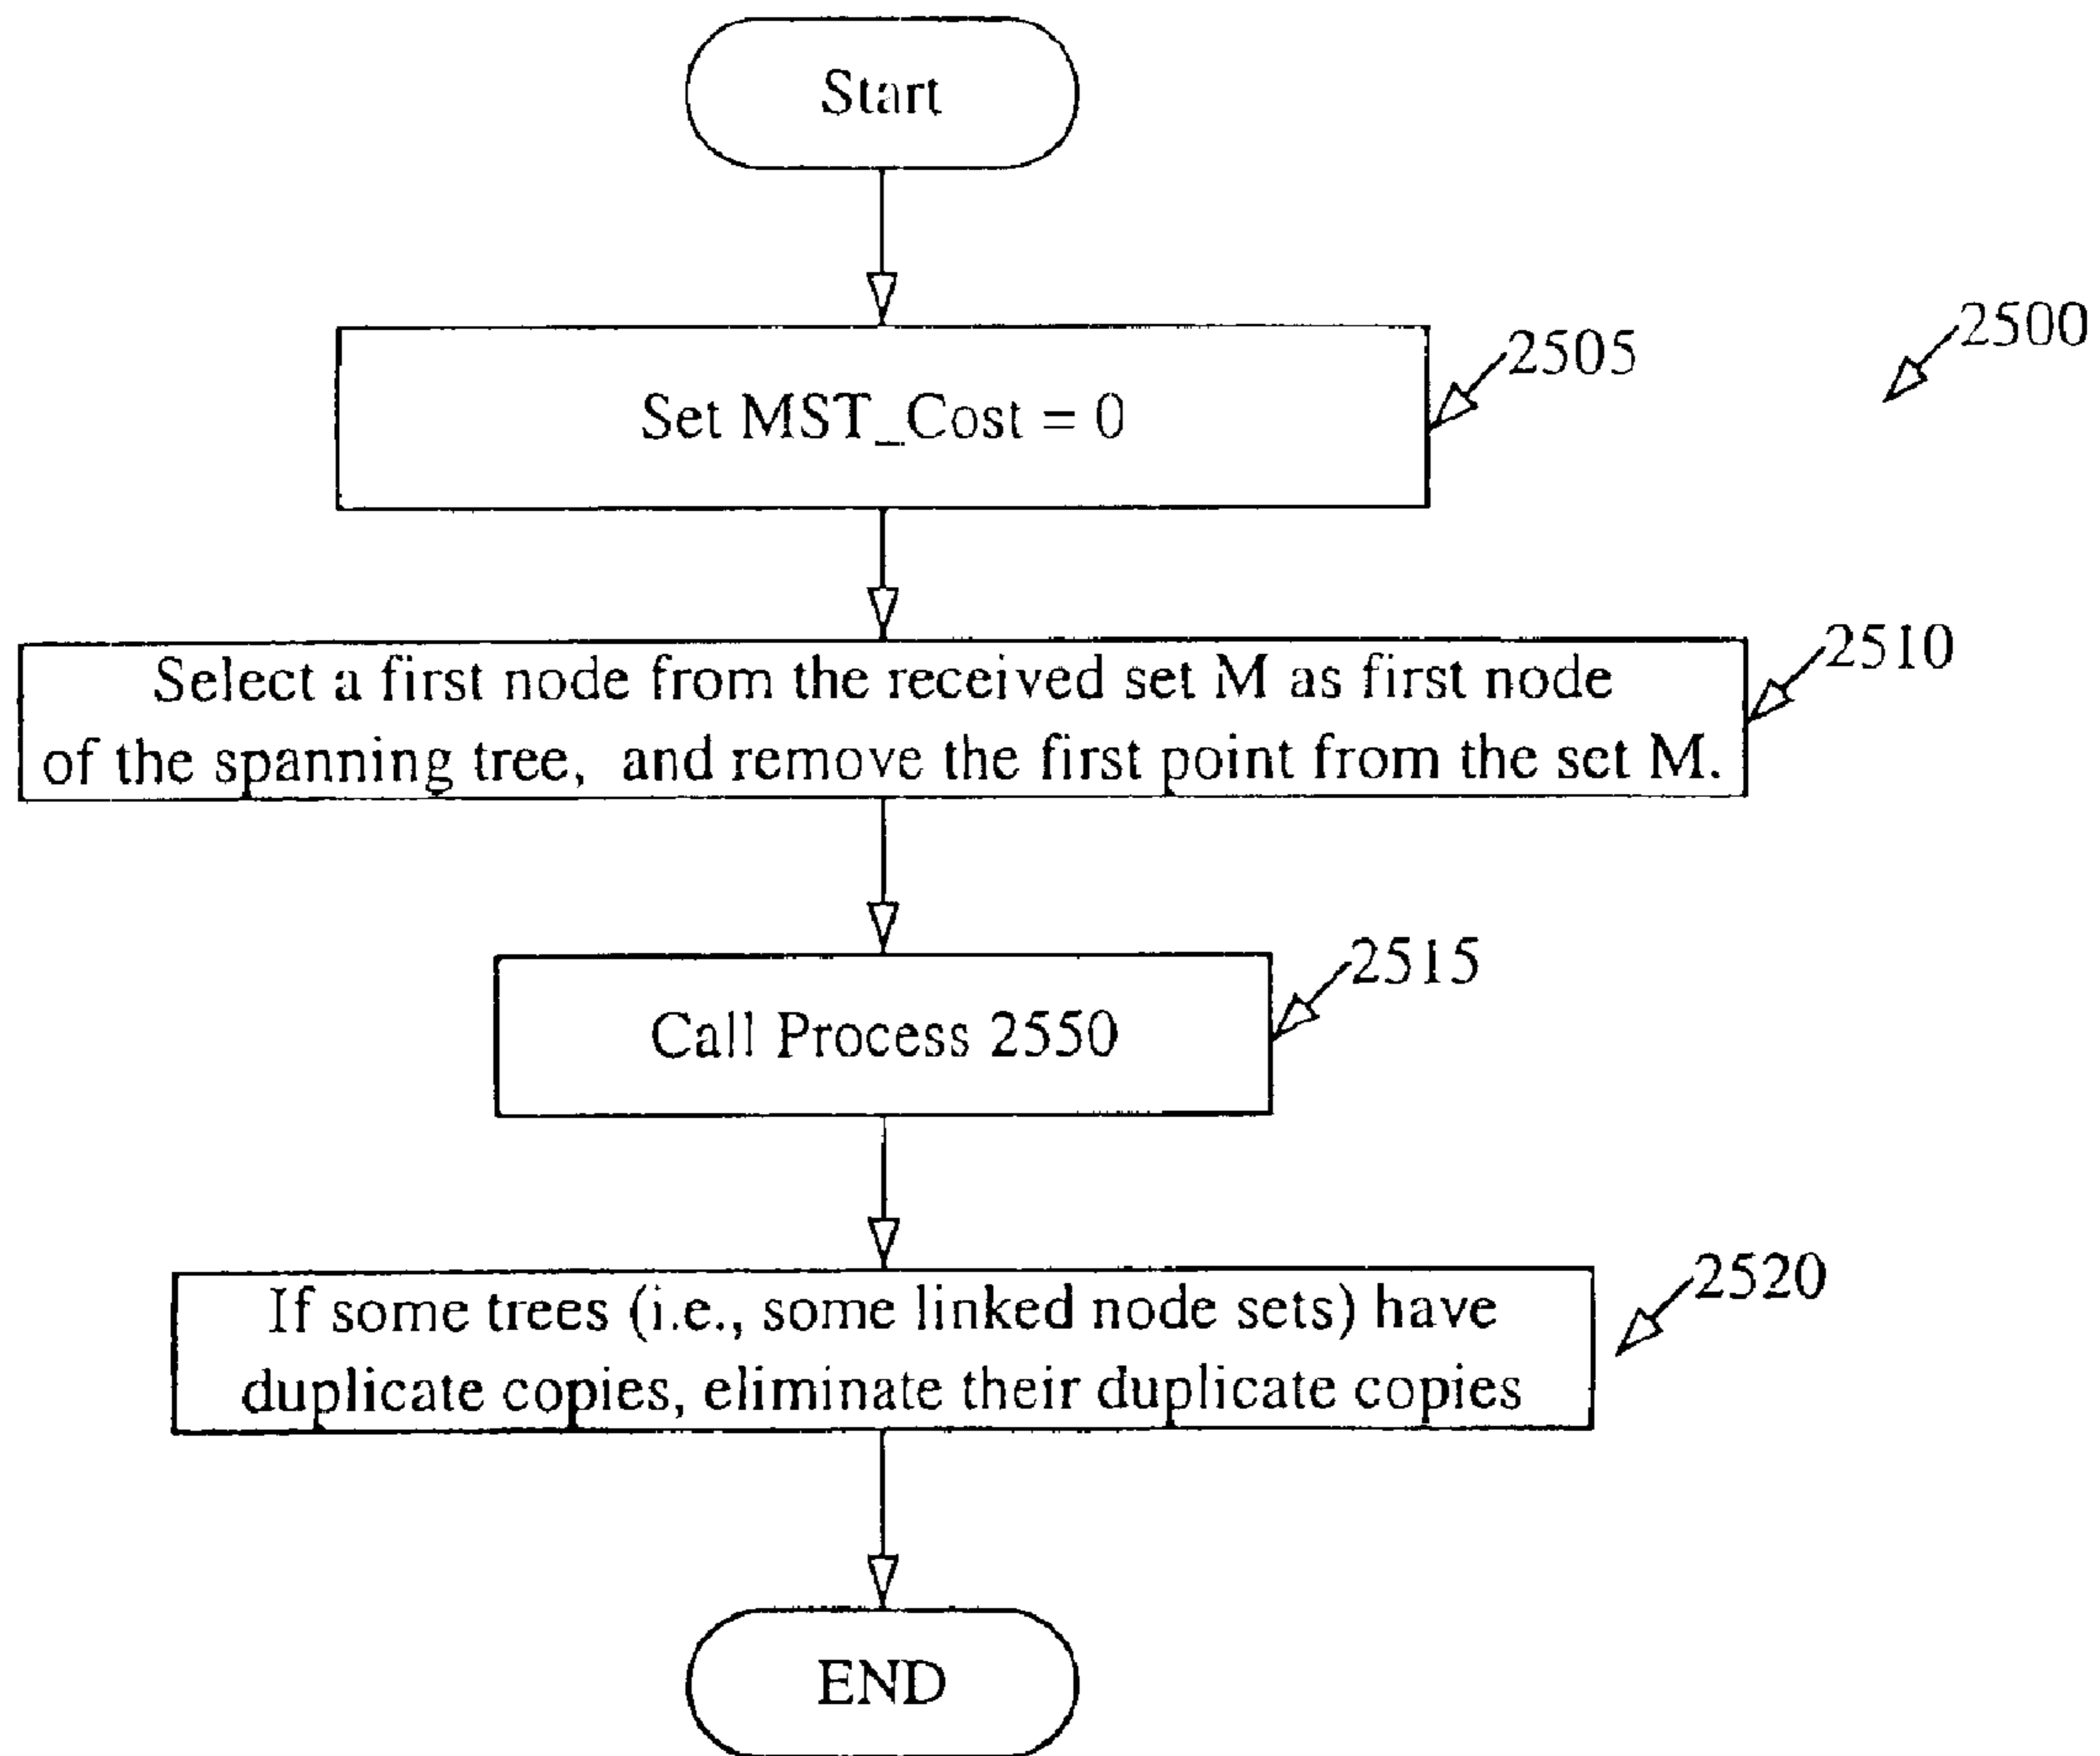 Start
2500
2505
Set MST_Cost = 0
2510
Select a first node from the received set M as first node
of the spanning tree, and remove the first point from the set M.
2515
Call Process 2550
2520
If some trees (i.e., some linked node sets) have
duplicate copies, eliminate their duplicate copies
END